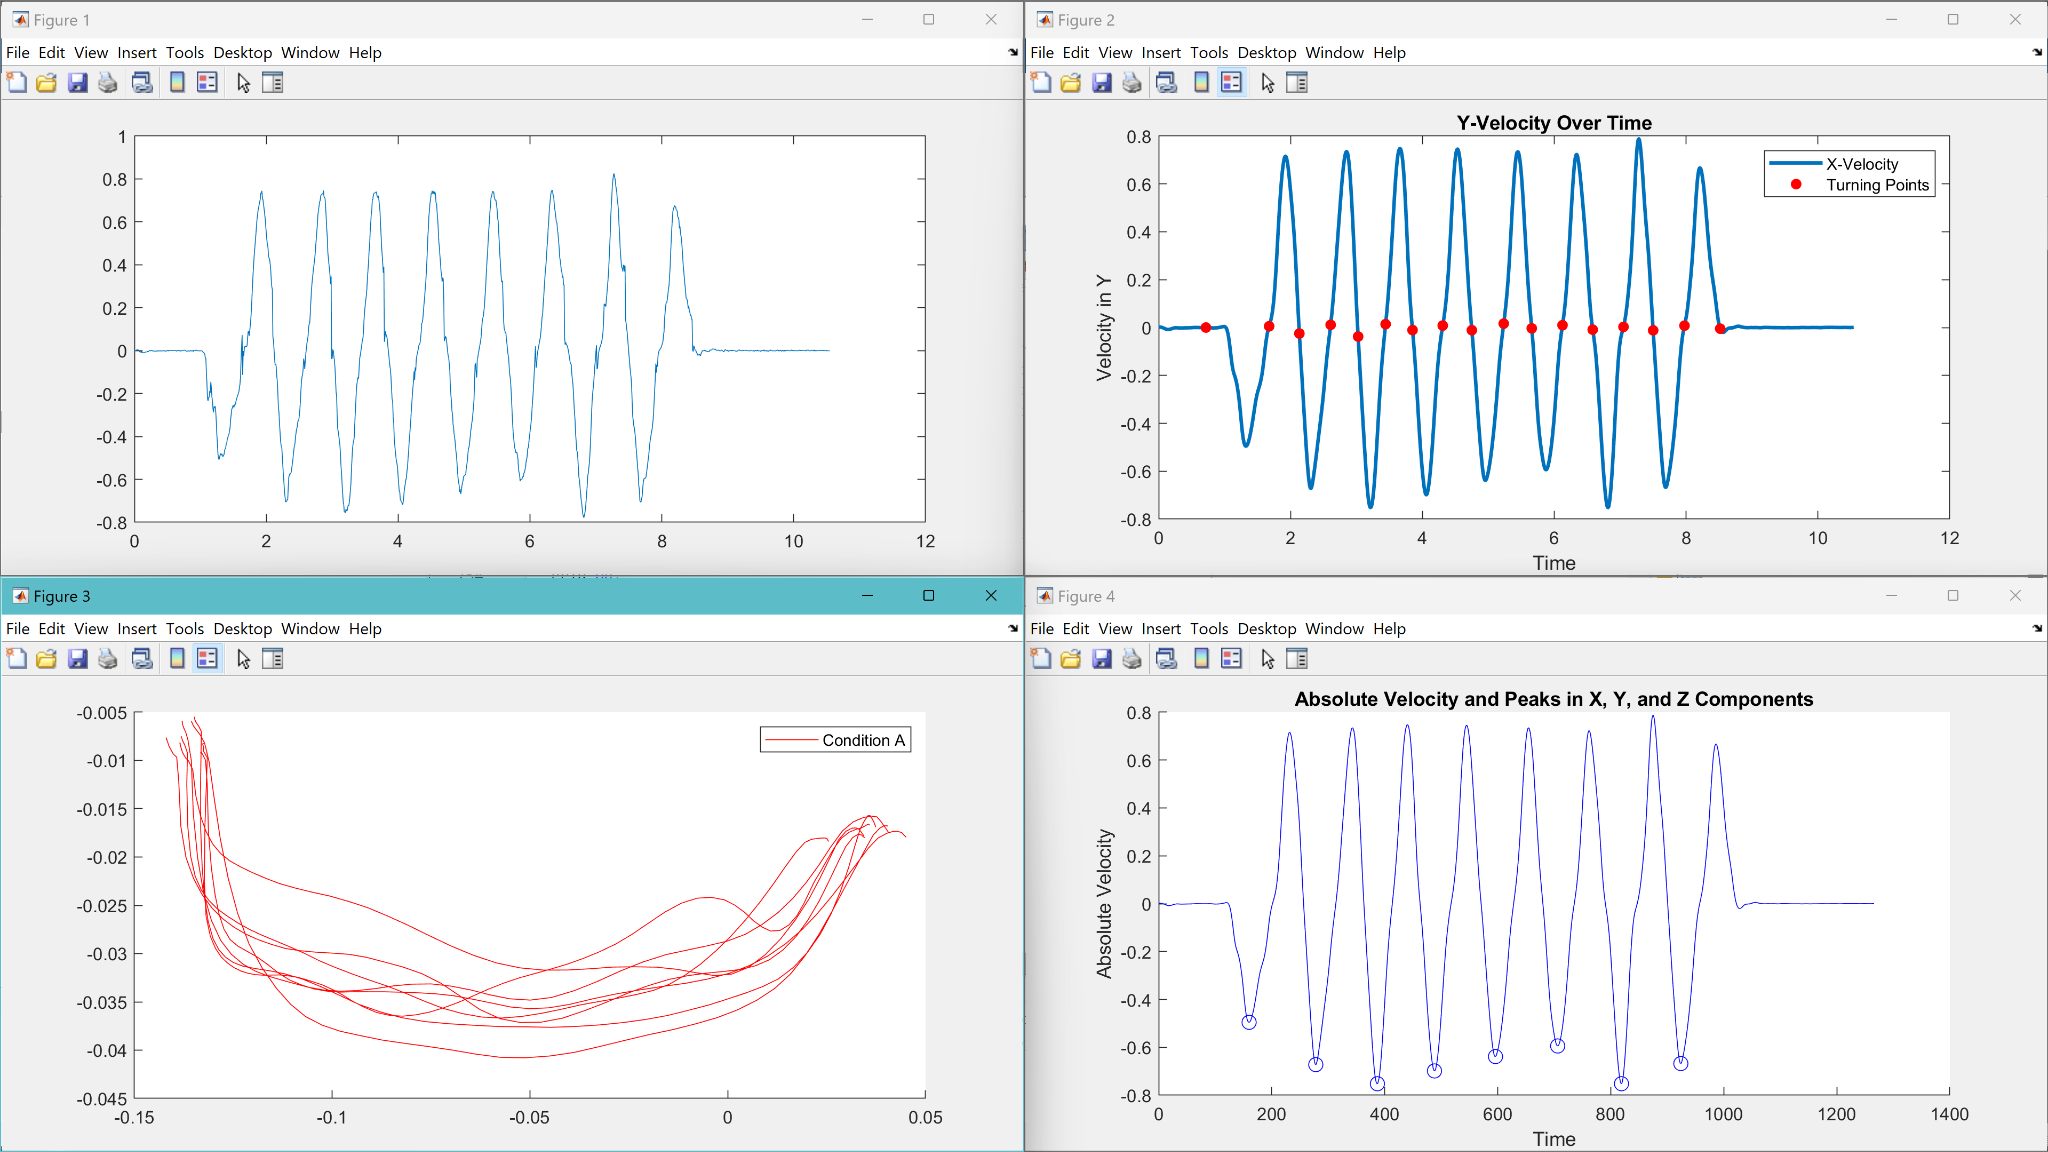 Figure 1
File Edit View Insert Tools Desktop Window Help
1
0.8
0.6
0.4
0.2
0
-0.2
-0.4
-0.6
-0.8
0 2 4 6 8 10 12
Figure 2
File Edit View Insert Tools Desktop Window Help
Y-Velocity Over Time
X-Velocity
Turning Points
Velocity in Y
0.8
0.6
0.4
0.2
0
-0.2
-0.4
-0.6
-0.8
0 2 4 6 8 10 12
Time
Figure 3
File Edit View Insert Tools Desktop Window Help
Condition A
-0.005
-0.01
-0.015
-0.02
-0.025
-0.03
-0.035
-0.04
-0.045
-0.15 -0.1 -0.05 0 0.05
Figure 4
File Edit View Insert Tools Desktop Window Help
Absolute Velocity and Peaks in X, Y, and Z Components
Absolute Velocity
0.8
0.6
0.4
0.2
0
-0.2
-0.4
-0.6
-0.8
0 200 400 600 800 1000 1200 1400
Time